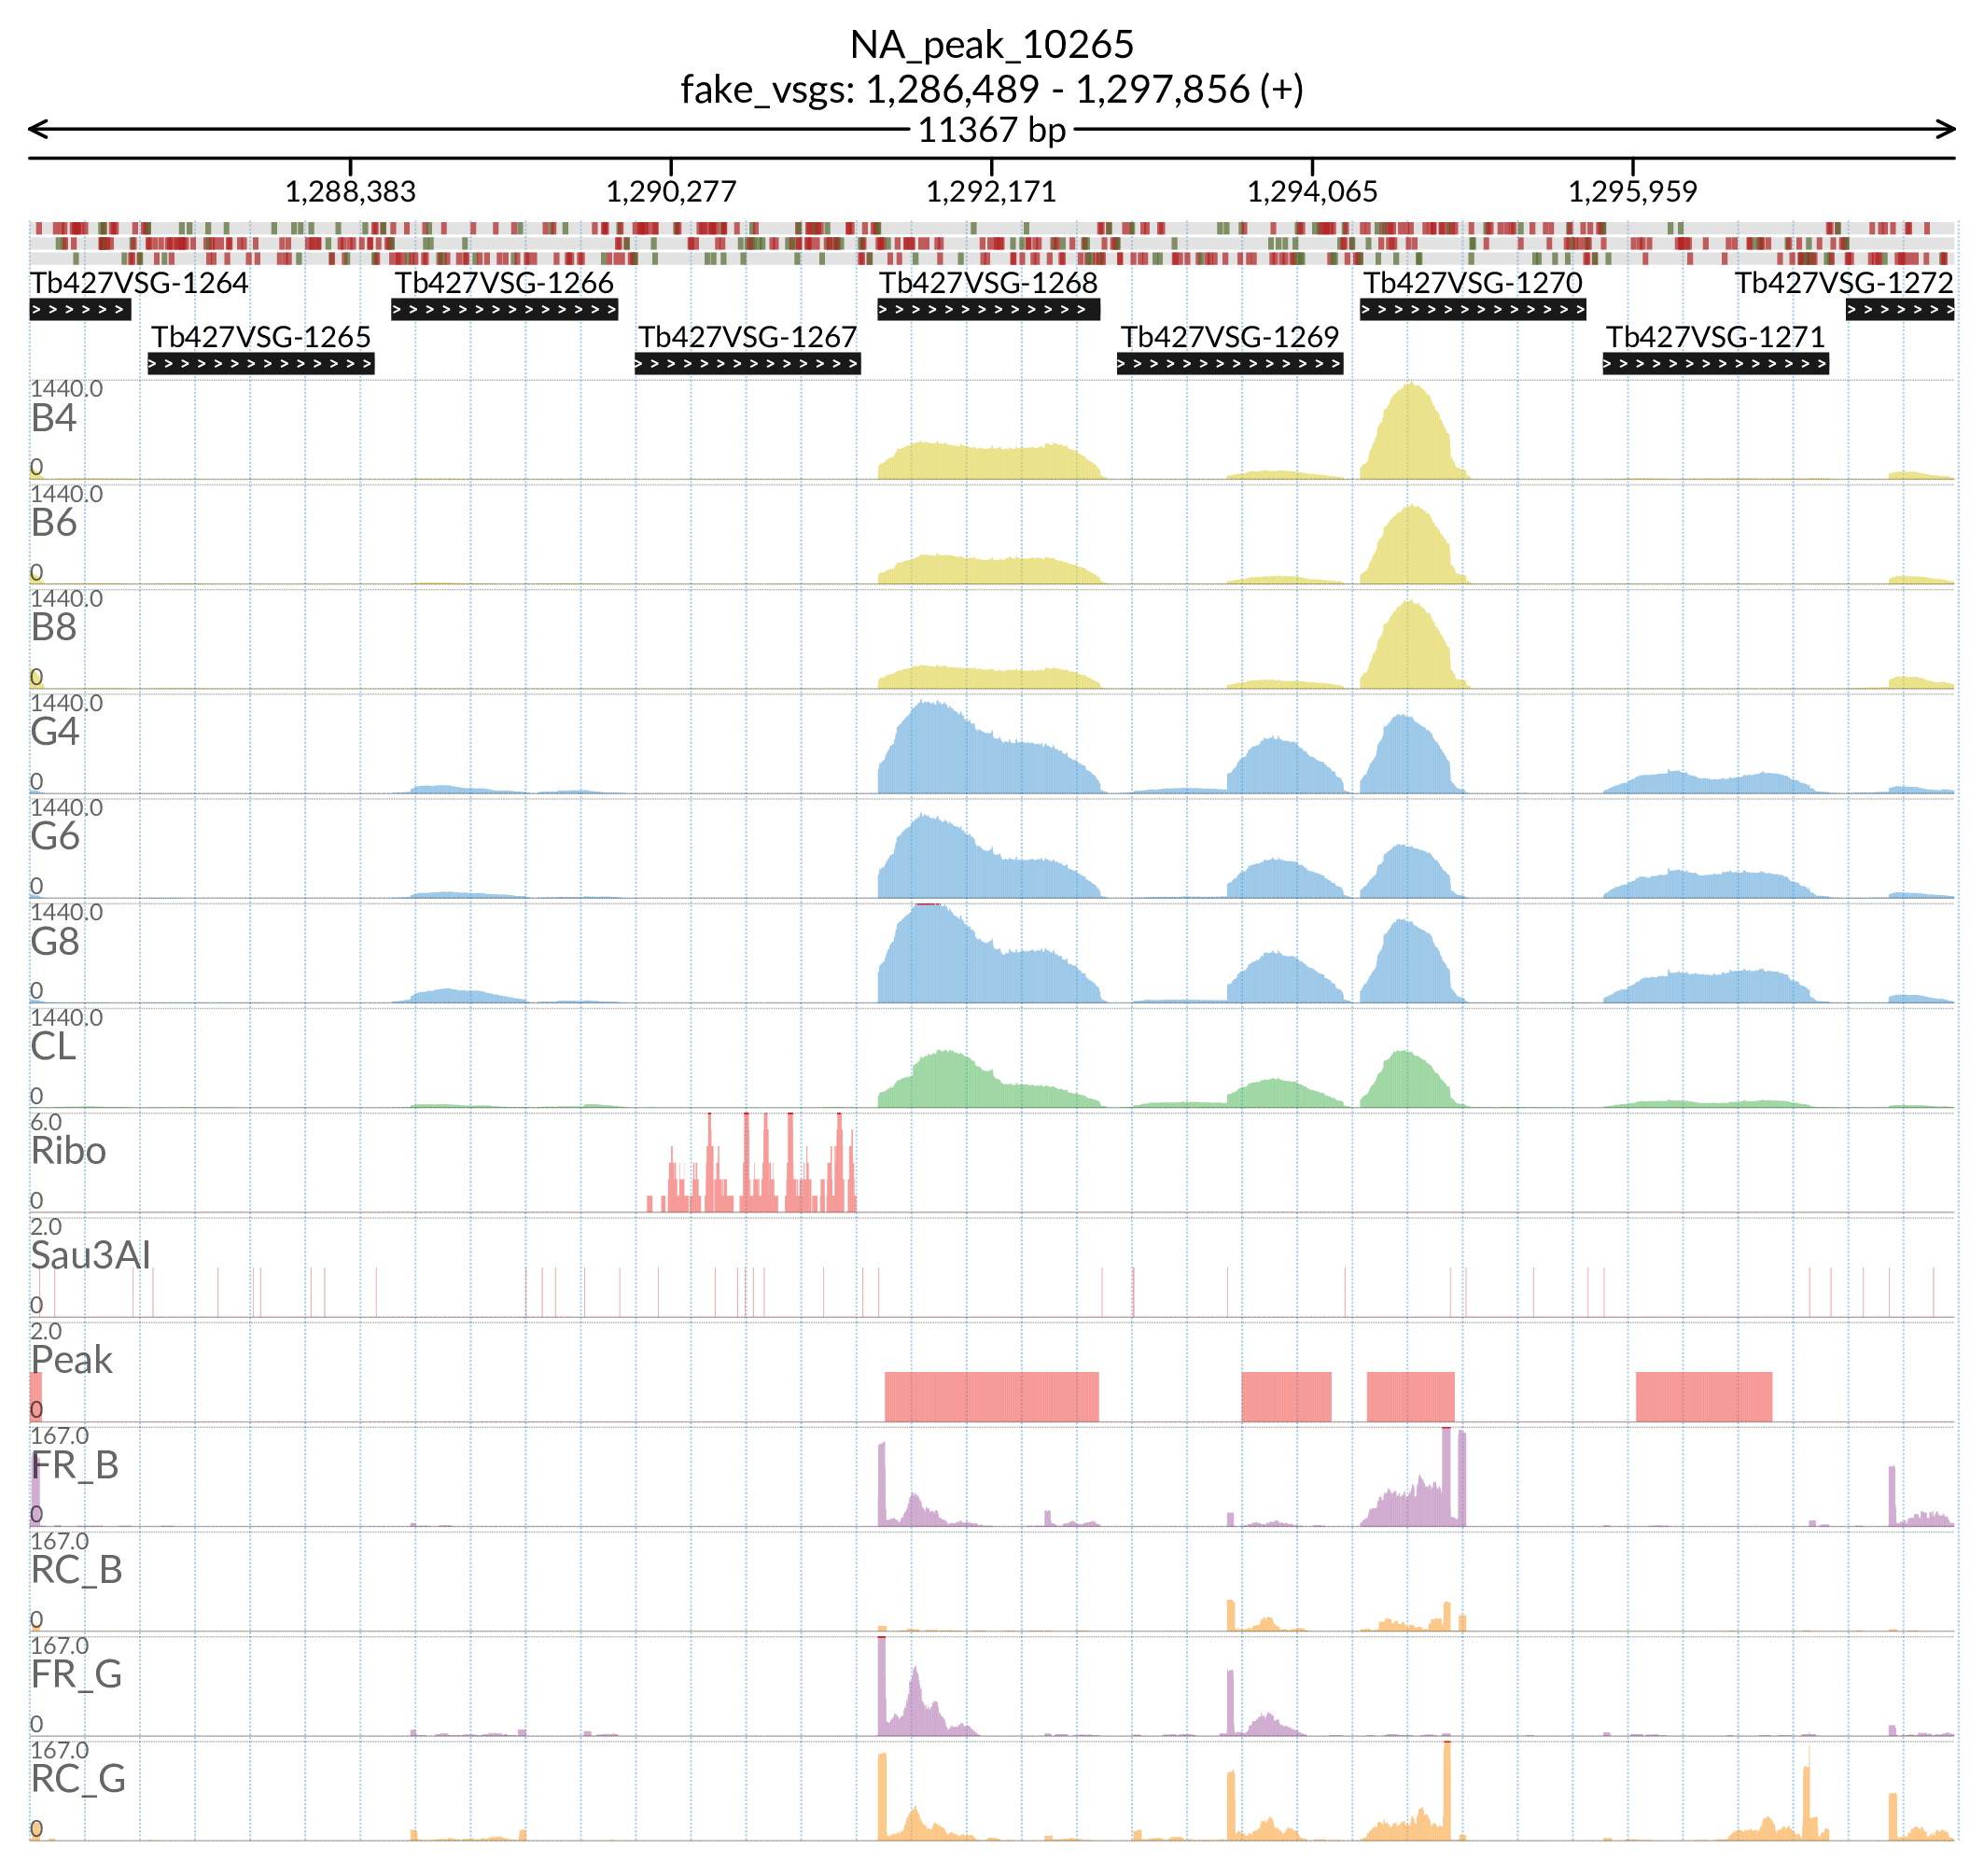 NA_peak_10265
fake_vsgs: 1,286,489 - 1,297,856 (+)
11367 bp
1,288,383 1,290,277 1,292,171 1,294,065 1,295,959
Tb427VSG-1264 Tb427VSG-1266 Tb427VSG-1268 Tb427VSG-1270 Tb427VSG-1272
Tb427VSG-1265 Tb427VSG-1267 Tb427VSG-1269 Tb427VSG-1271
1440.0
B4
0
1440.0
B6
0
1440.0
B8
0
1440.0
G4
0
1440.0
G6
0
1440.0
G8
0
1440.0
CL
0
6.0
Ribo
0
2.0
Sau3AI
0
2.0
Peak
0
167.0
FR_B
0
167.0
RC_B
0
167.0
FR_G
0
167.0
RC_G
0